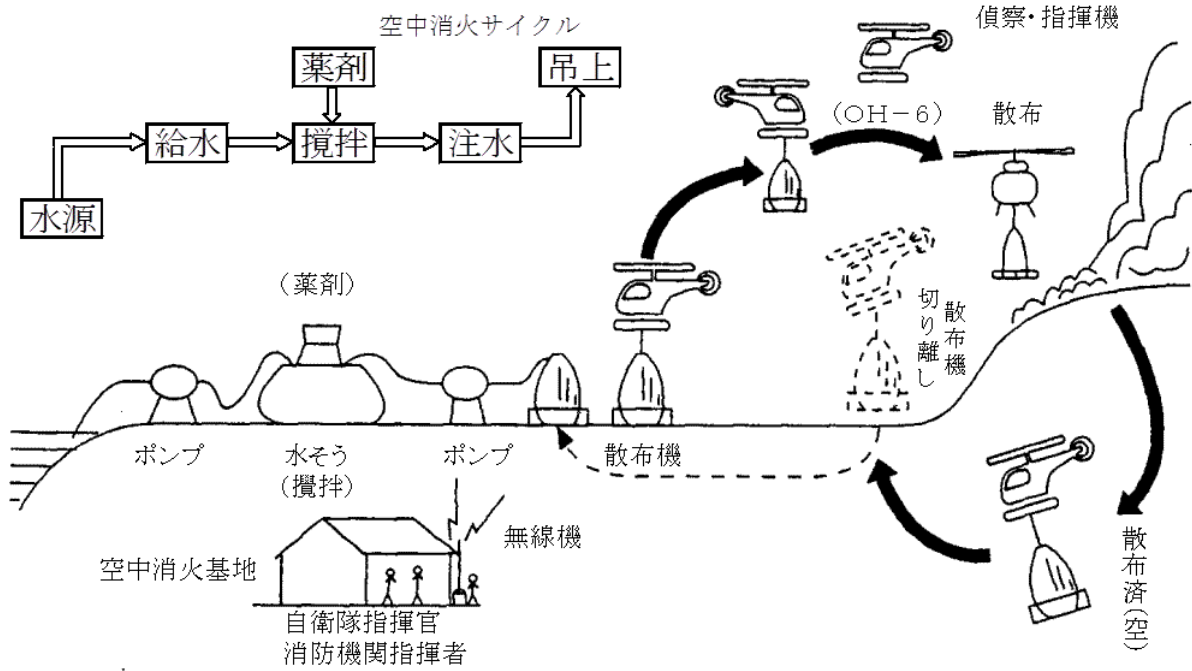 空中消火サイクル
偵察・指揮機
薬剤
吊上
(OH-6)
散布
給水
攪拌
注水
水源
(薬剤)
散布機
切り離し
ポンプ
水そう
(攪拌)
ポンプ
散布機
無線機
空中消火基地
散布済(空)
自衛隊指揮官
消防機関指揮者